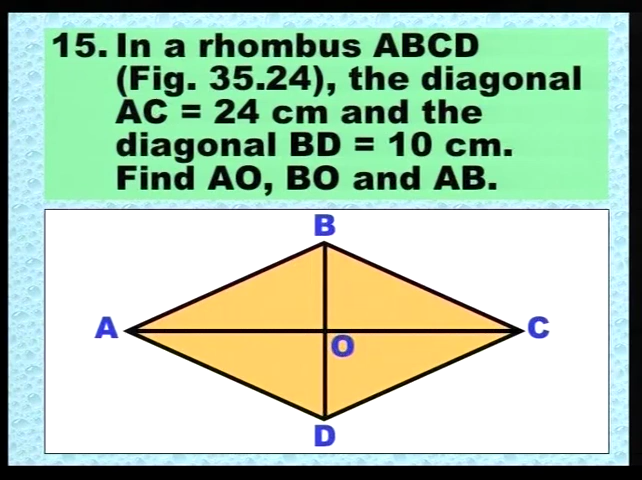 15. In a rhombus ABCD
(Fig. 35.24), the diagonal
AC = 24 cm and the
diagonal BD = 10 cm.
Find AO, BO and AB.
B
A
C
O
D